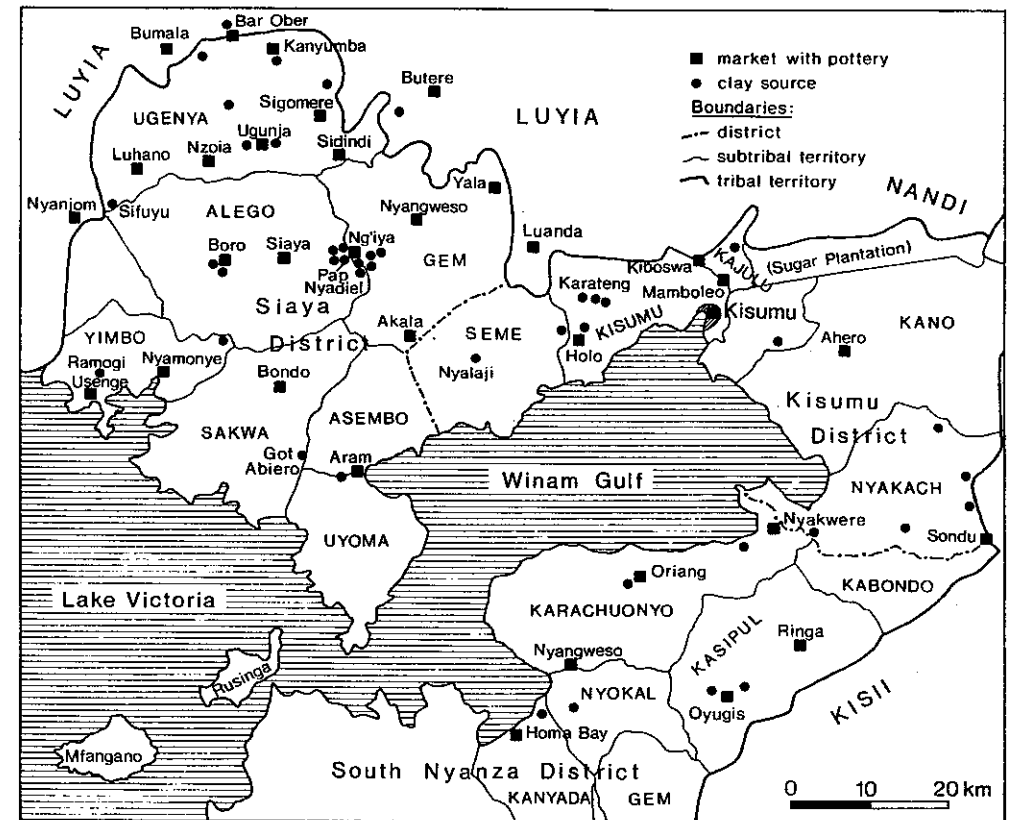 Bar Ober
Bumala
Kanyumba
LUYIA
Butere
market with pottery
clay source
Boundaries:
district
subtribal territory
tribal territory
Sigomere
UGENYA
LUYIA
Ugunja
Nzoia
Sidindi
Luhano
Yala
NANDI
Nyanjom
Sifuyu
ALEGO
Nyangweso
Luanda
Boro
Siaya
Ng'iya
GEM
Kiboswa
KAJULU
(Sugar Plantation)
Pap
Nyadiel
Karateng
Mamboleo
Siaya
District
KISUMU
Kisumu
KANO
YIMBO
Akala
SEME
Ahero
Ramogi
Nyamonye
Holo
Usenge
Bondo
Nyalaji
Kisumu
District
ASEMBO
SAKWA
Got
Abiero
Aram
Winam Gulf
NYAKACH
Nyakwere
UYOMA
Sondu
Oriang
KABONDO
Lake Victoria
KARACHUONYO
KASIPUL
Ringa
Nyangweso
Rusinga
NYOKAL
Oyugis
KISII
Homa Bay
Mfangano
South Nyanza District
KANYADA
GEM
0 10 20 km